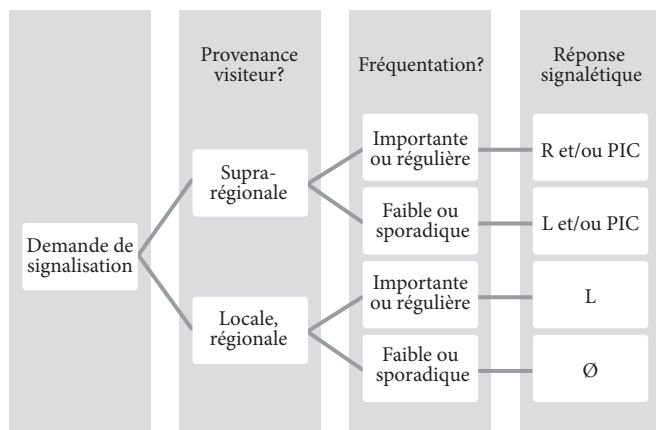 Provenance
visiteur?
Fréquentation?
Réponse
signalétique
Demande de
signalisation
Supra-
régionale
Locale,
régionale
Importante
ou régulière
Faible ou
sporadique
Importante
ou régulière
Faible ou
sporadique
R et/ou PIC
L et/ou PIC
L
Ø